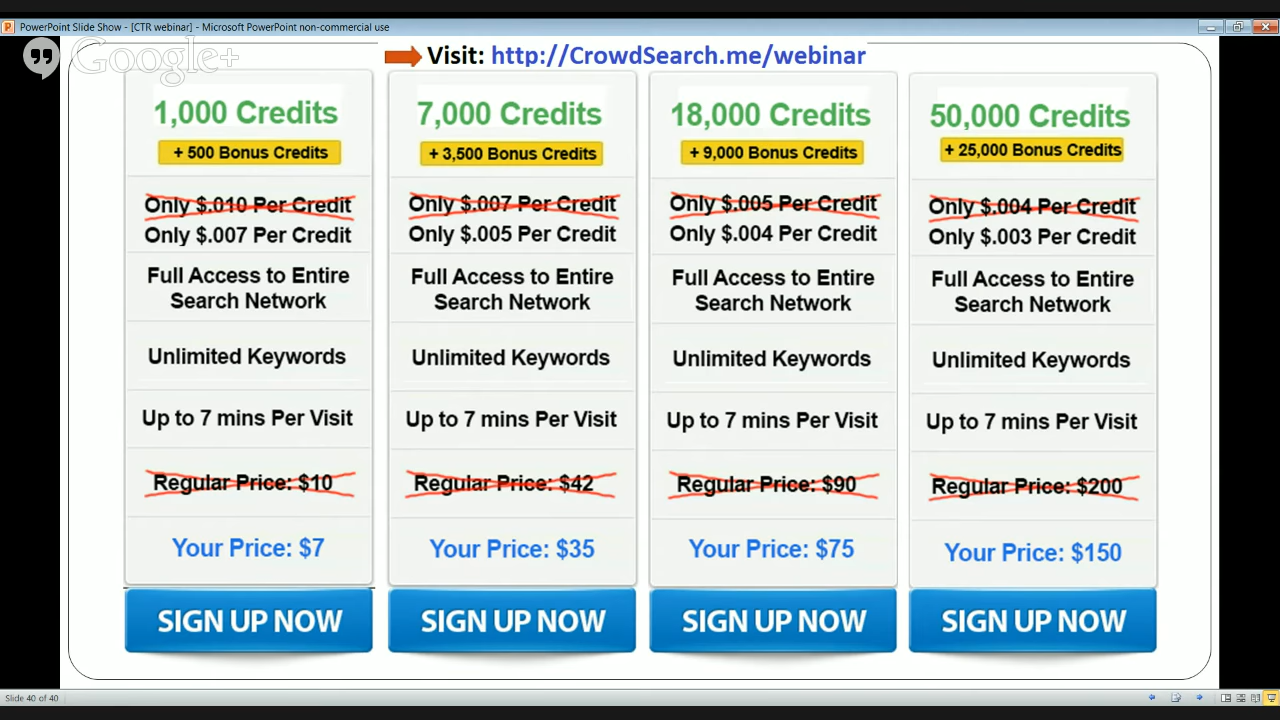 PowerPoint Slide Show - [CTR webinar] - Microsoft PowerPoint non-commercial use
Google+
Visit: http://CrowdSearch.me/webinar
1,000 Credits
+ 500 Bonus Credits
Only $.010 Per Credit
Only $.007 Per Credit
Full Access to Entire
Search Network
Unlimited Keywords
Up to 7 mins Per Visit
Regular Price: $10
Your Price: $7
SIGN UP NOW
7,000 Credits
+ 3,500 Bonus Credits
Only $.007 Per Credit
Only $.005 Per Credit
Full Access to Entire
Search Network
Unlimited Keywords
Up to 7 mins Per Visit
Regular Price: $42
Your Price: $35
SIGN UP NOW
18,000 Credits
+ 9,000 Bonus Credits
Only $.005 Per Credit
Only $.004 Per Credit
Full Access to Entire
Search Network
Unlimited Keywords
Up to 7 mins Per Visit
Regular Price: $90
Your Price: $75
SIGN UP NOW
50,000 Credits
+ 25,000 Bonus Credits
Only $.004 Per Credit
Only $.003 Per Credit
Full Access to Entire
Search Network
Unlimited Keywords
Up to 7 mins Per Visit
Regular Price: $200
Your Price: $150
SIGN UP NOW
Slide 40 of 40